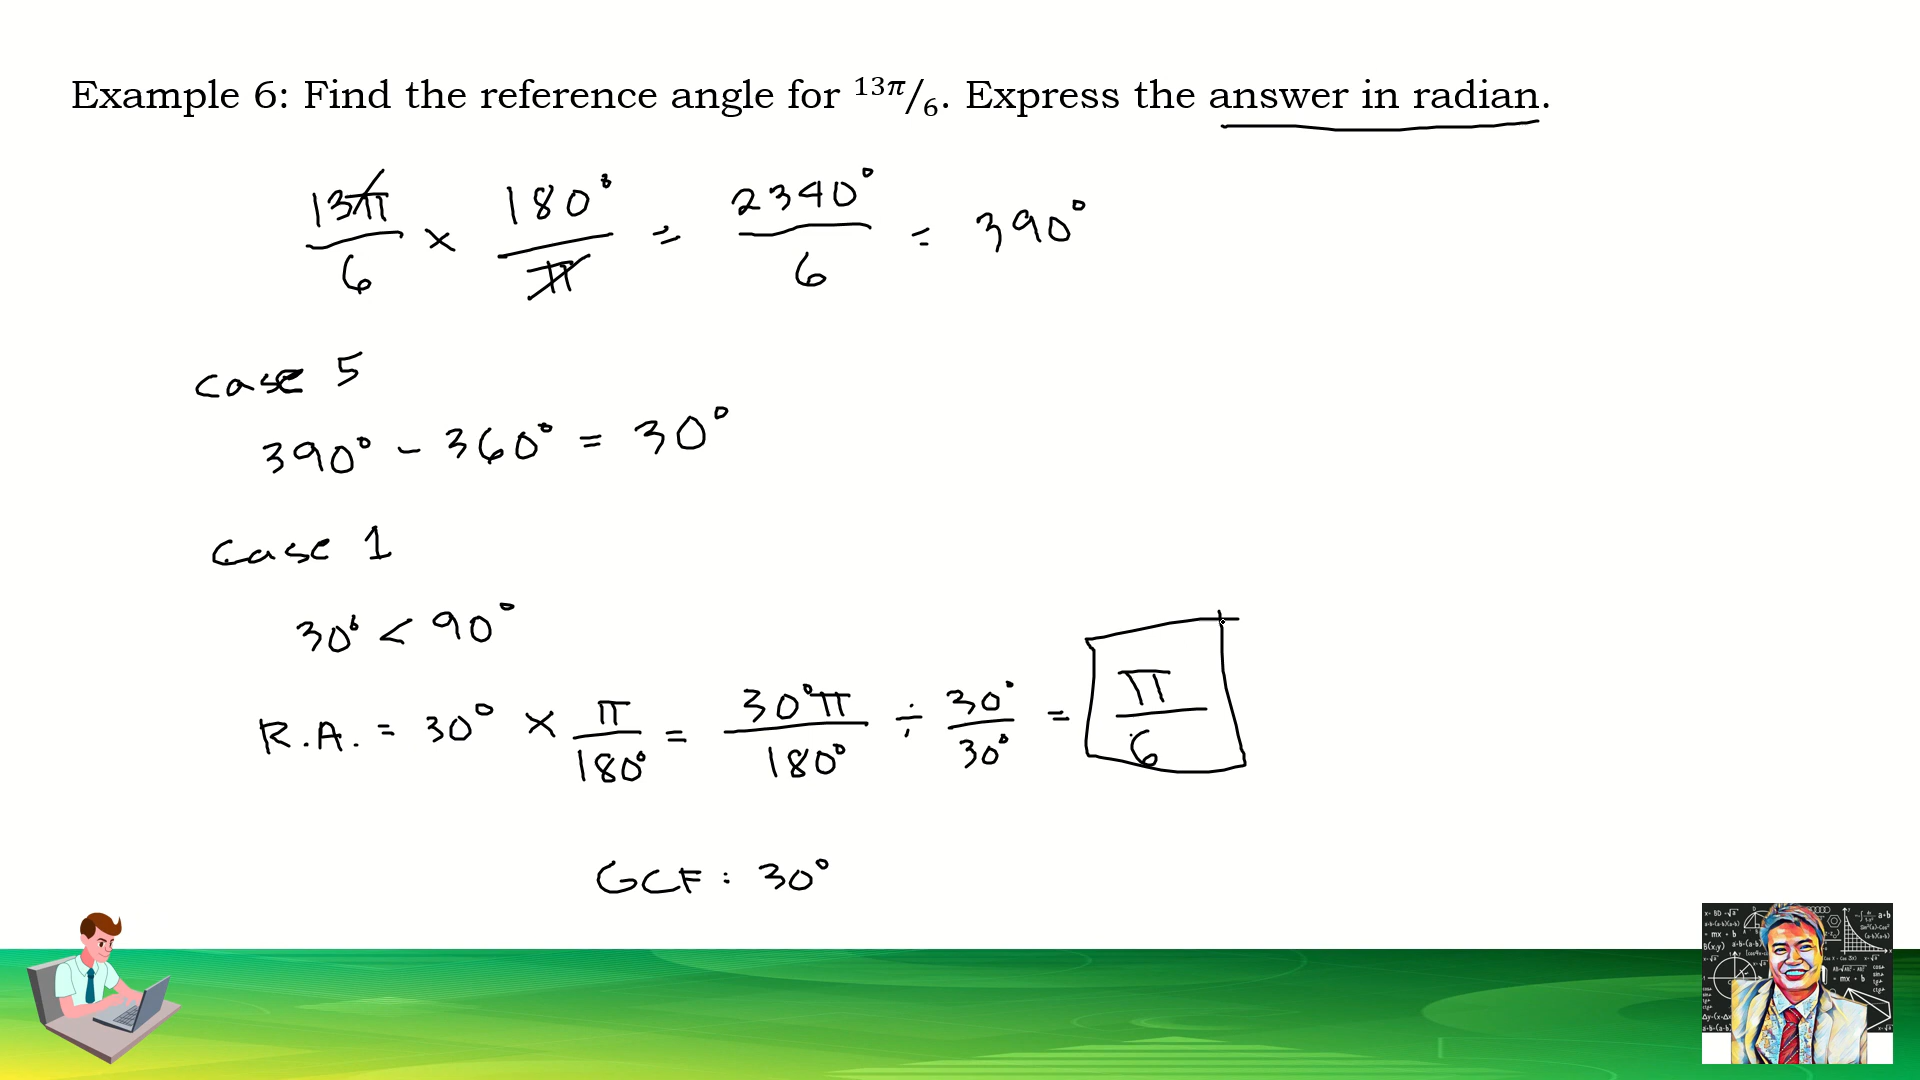 Example 6: Find the reference angle for 13π/6. Express the answer in radian.
13π/6 × 180°/π = 2340°/6 = 390°
case 5
390° - 360° = 30°
Case 1
30° < 90°
R.A. = 30° × π/180° = 30°π/180° ÷ 30°/30° = π/6
GCF: 30°